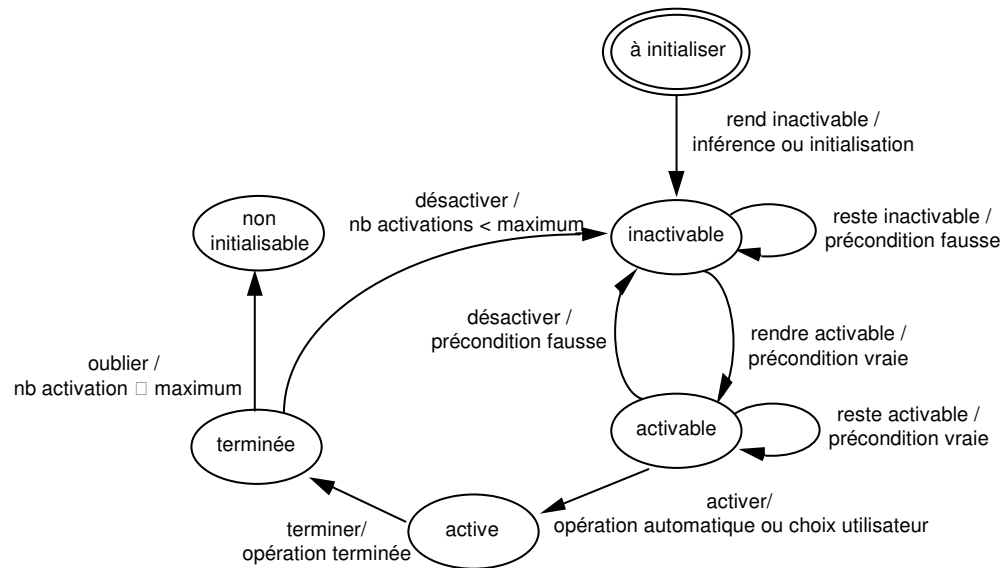 à initialiser
rend inactivable /
inférence ou initialisation
désactiver /
nb activations < maximum
non
initialisable
inactivable
reste inactivable /
précondition fausse
désactiver /
précondition fausse
rendre activable /
précondition vraie
oublier /
nb activation □ maximum
terminée
activable
reste activable /
précondition vraie
activer/
opération automatique ou choix utilisateur
terminer/
opération terminée
active